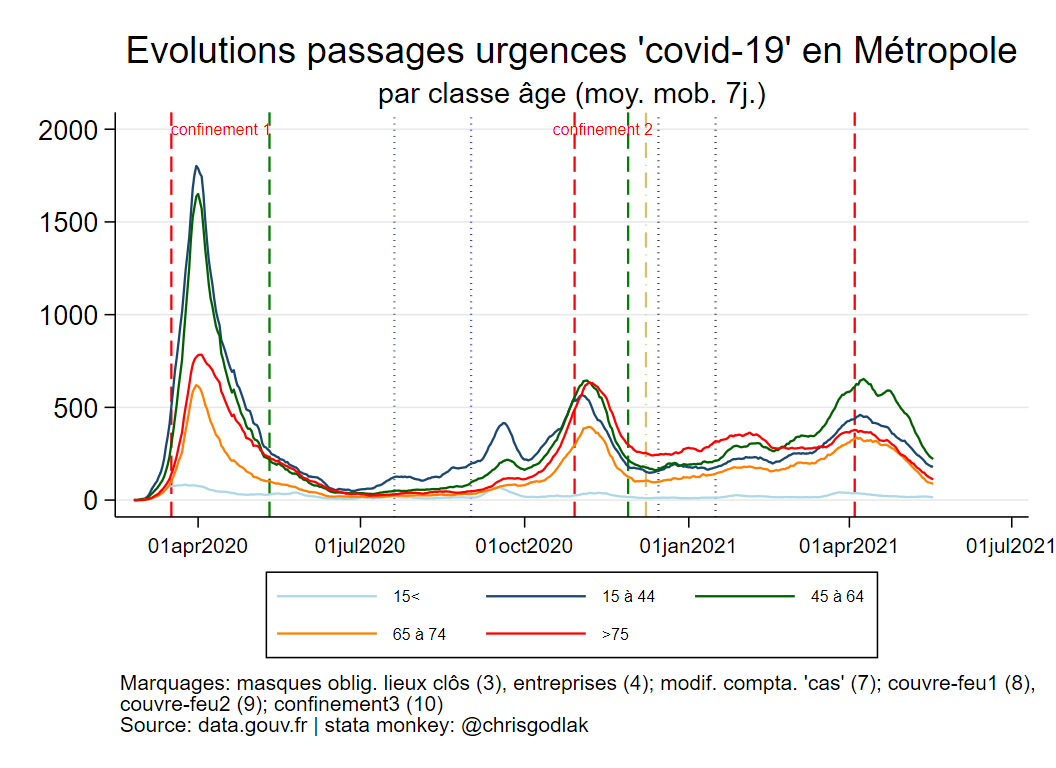 Evolutions passages urgences 'covid-19' en Métropole
par classe âge (moy. mob. 7j.)
confinement 1
confinement 2
2000
1500
1000
500
0
01apr2020
01jul2020
01oct2020
01jan2021
01apr2021
01jul2021
15<
15 à 44
45 à 64
65 à 74
>75
Marquages: masques oblig. lieux clôs (3), entreprises (4); modif. compta. 'cas' (7); couvre-feu1 (8),
couvre-feu2 (9); confinement3 (10)
Source: data.gouv.fr | stata monkey: @chrisgodlak